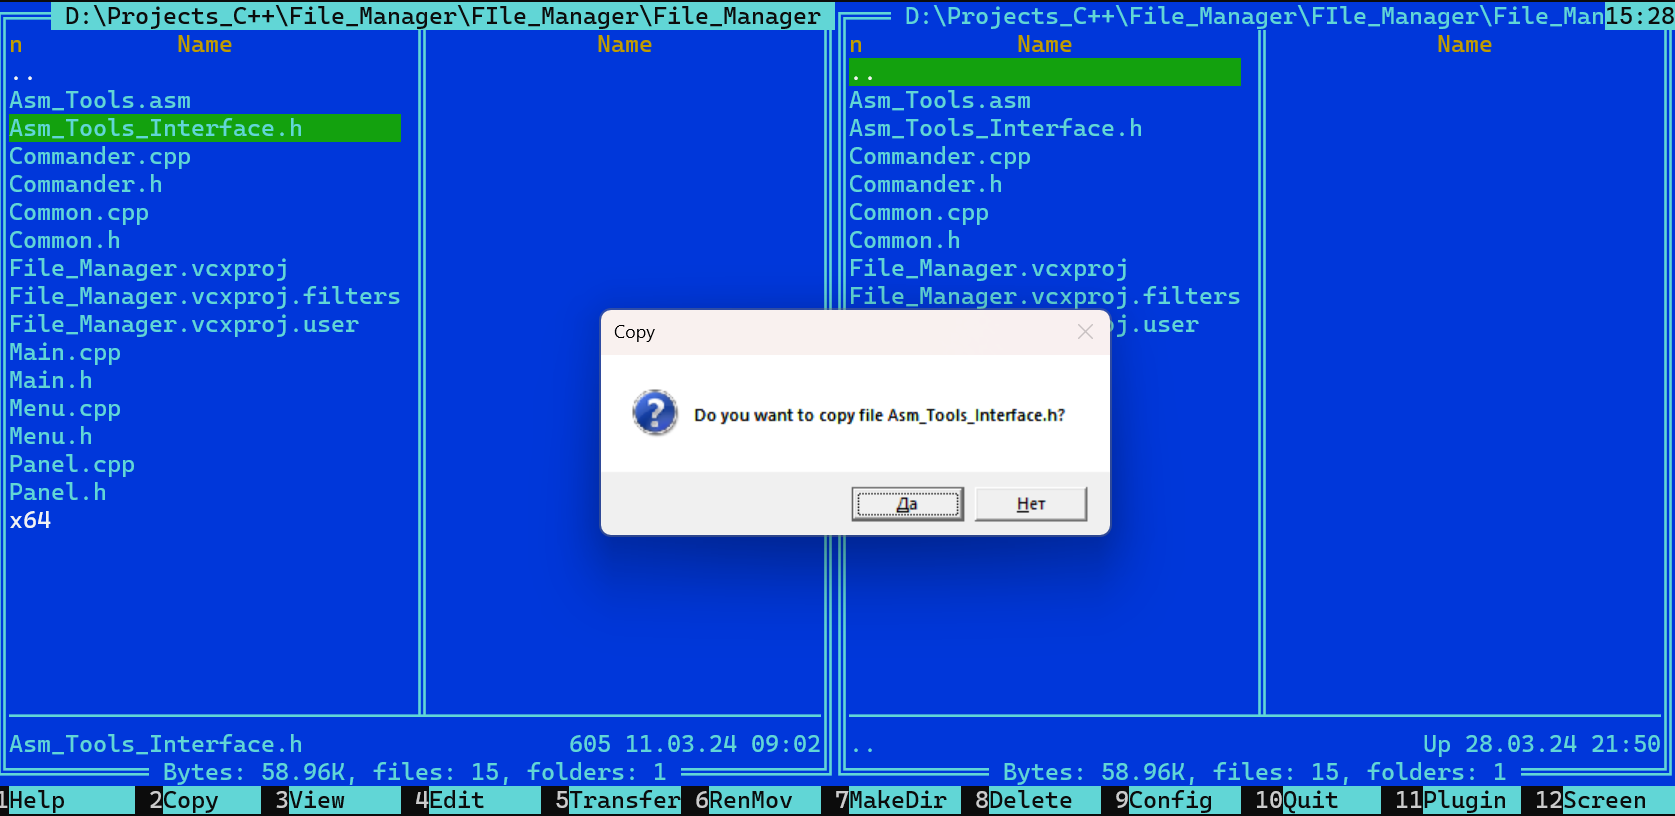 D:\Projects_C++\File_Manager\FIle_Manager\File_Manager
n Name Name
..
Asm_Tools.asm
Asm_Tools_Interface.h
Commander.cpp
Commander.h
Common.cpp
Common.h
File_Manager.vcxproj
File_Manager.vcxproj.filters
File_Manager.vcxproj.user
Main.cpp
Main.h
Menu.cpp
Menu.h
Panel.cpp
Panel.h
x64
Asm_Tools_Interface.h 605 11.03.24 09:02
Bytes: 58.96K, files: 15, folders: 1
D:\Projects_C++\File_Manager\FIle_Manager\File_Man
15:28
n Name Name
..
Asm_Tools.asm
Asm_Tools_Interface.h
Commander.cpp
Commander.h
Common.cpp
Common.h
File_Manager.vcxproj
File_Manager.vcxproj.filters
j.user
.. Up 28.03.24 21:50
Bytes: 58.96K, files: 15, folders: 1
Copy
Do you want to copy file Asm_Tools_Interface.h?
Да Нет
1Help 2Copy 3View 4Edit 5Transfer 6RenMov 7MakeDir 8Delete 9Config 10Quit 11Plugin 12Screen